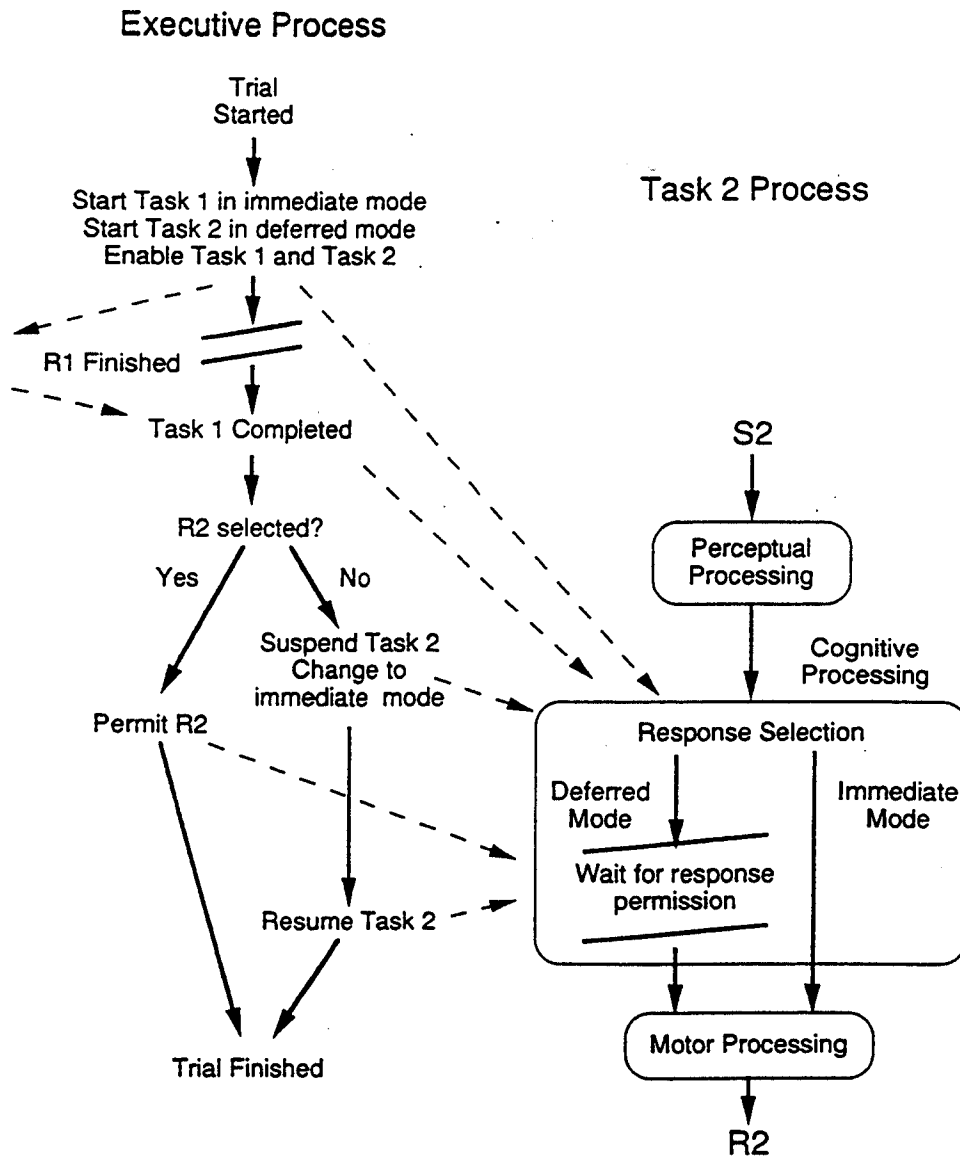 Executive Process
Trial
Started
Start Task 1 in immediate mode
Start Task 2 in deferred mode
Enable Task 1 and Task 2
R1 Finished
Task 1 Completed
R2 selected?
Yes
No
Suspend Task 2
Change to
immediate mode
Permit R2
Resume Task 2
Trial Finished
Task 2 Process
S2
Perceptual
Processing
Cognitive
Processing
Response Selection
Deferred
Mode
Immediate
Mode
Wait for response
permission
Motor Processing
R2